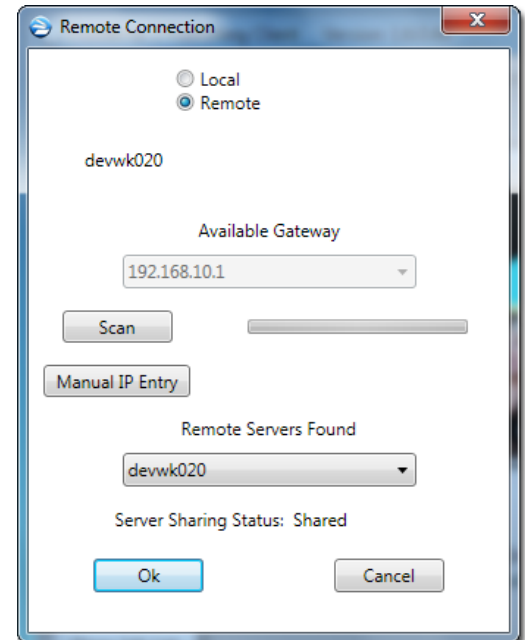 Remote Connection
Local
Remote
devwk020
Available Gateway
192.168.10.1
Scan
Manual IP Entry
Remote Servers Found
devwk020
Server Sharing Status: Shared
Ok Cancel